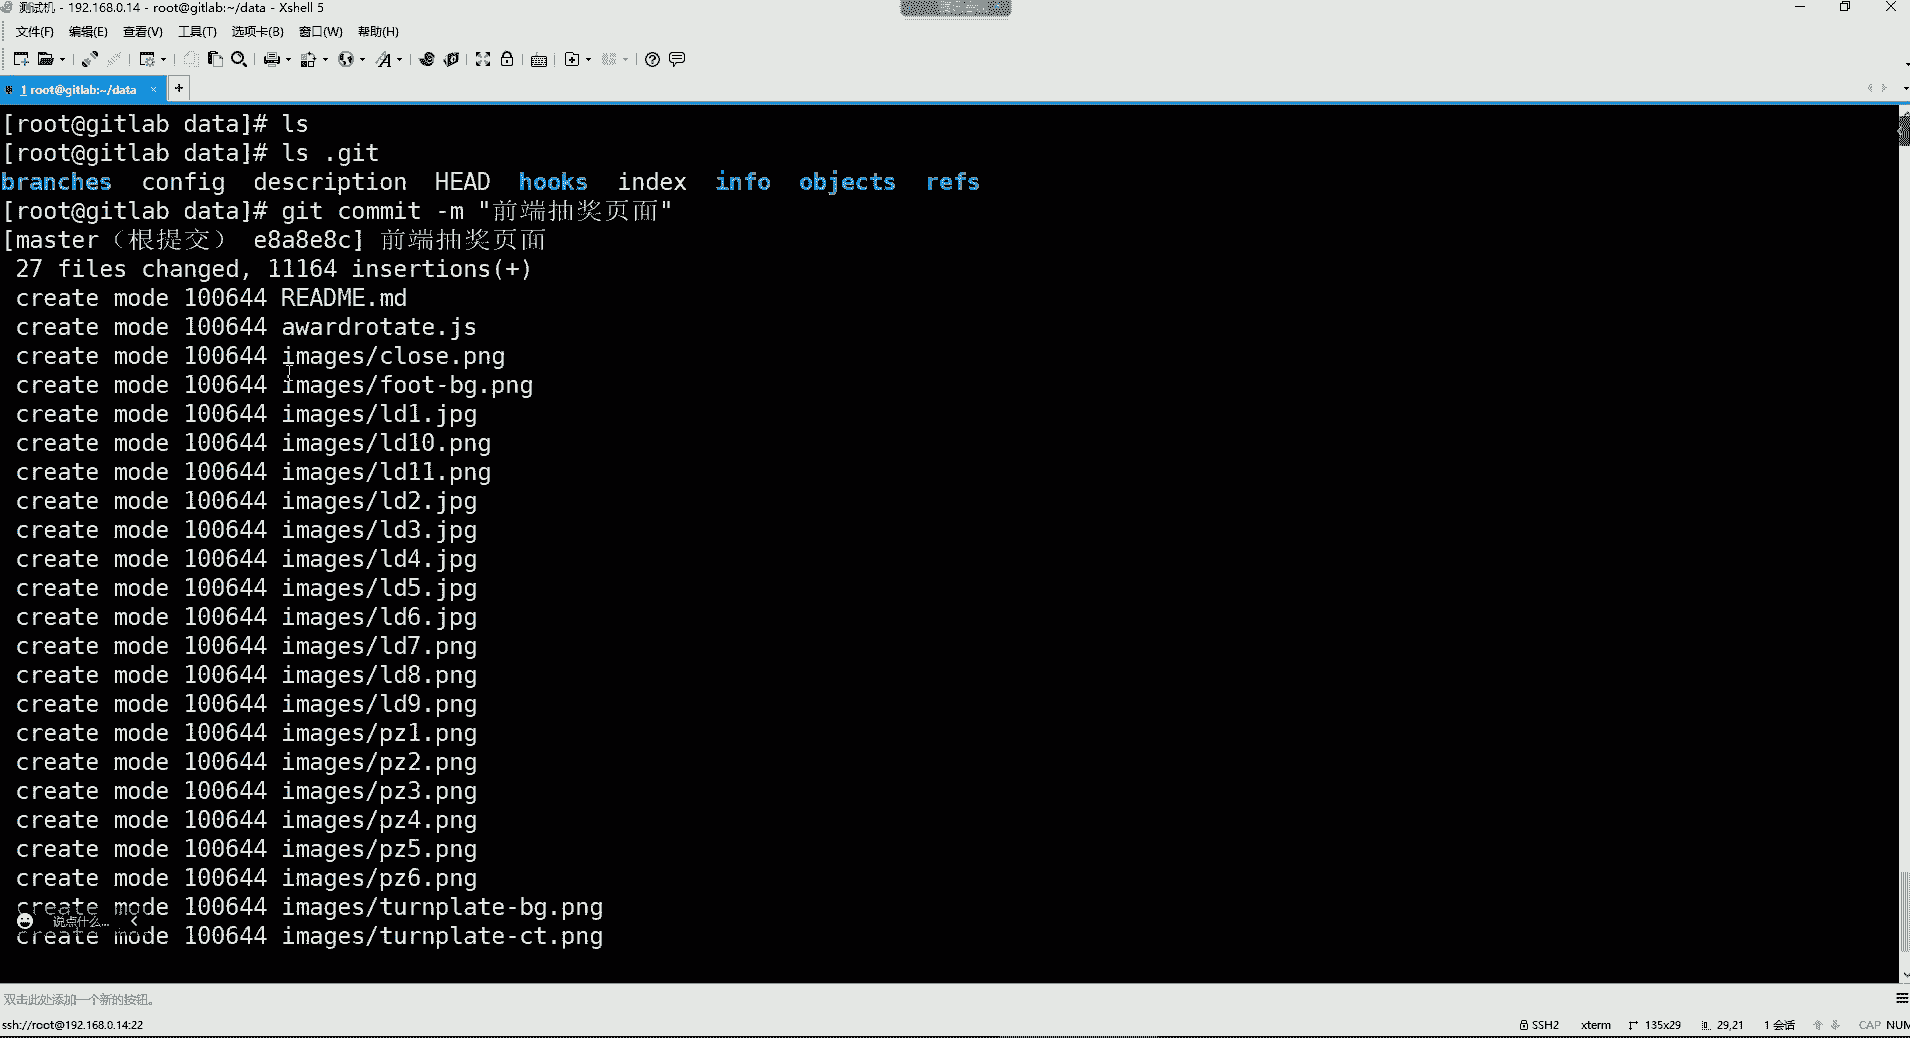 测试机 - 192.168.0.14 - root@gitlab:~/data - Xshell 5
文件(F) 编辑(E) 查看(V) 工具(T) 选项卡(B) 窗口(W) 帮助(H)
1 root@gitlab:~/data × +
[root@gitlab data]# ls
[root@gitlab data]# ls .git
branches config description HEAD hooks index info objects refs
[root@gitlab data]# git commit -m "前端抽奖页面"
[master（根提交） e8a8e8c] 前端抽奖页面
27 files changed, 11164 insertions(+)
create mode 100644 README.md
create mode 100644 awardrotate.js
create mode 100644 images/close.png
create mode 100644 images/foot-bg.png
create mode 100644 images/ld1.jpg
create mode 100644 images/ld10.png
create mode 100644 images/ld11.png
create mode 100644 images/ld2.jpg
create mode 100644 images/ld3.jpg
create mode 100644 images/ld4.jpg
create mode 100644 images/ld5.jpg
create mode 100644 images/ld6.jpg
create mode 100644 images/ld7.png
create mode 100644 images/ld8.png
create mode 100644 images/ld9.png
create mode 100644 images/pz1.png
create mode 100644 images/pz2.png
create mode 100644 images/pz3.png
create mode 100644 images/pz4.png
create mode 100644 images/pz5.png
create mode 100644 images/pz6.png
create mode 100644 images/turnplate-bg.png
说点什么...
create mode 100644 images/turnplate-ct.png
双击此处添加一个新的按钮。
ssh://root@192.168.0.14:22 SSH2 xterm 135x29 29,21 1 会话 CAP NUM